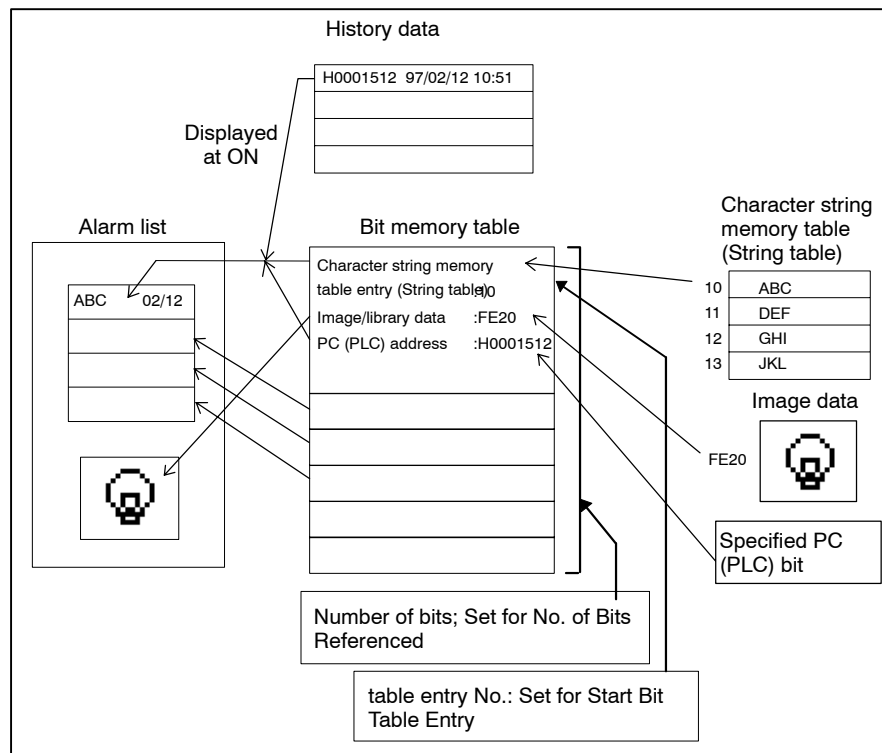 History data
H0001512 97/02/12 10:51
Displayed
at ON
Alarm list
Bit memory table
Character string
memory table
(String table)
ABC 02/12
Character string memory
table entry (String table):10
Image/library data :FE20
PC (PLC) address :H0001512
10 ABC
11 DEF
12 GHI
13 JKL
Image data
FE20
Specified PC
(PLC) bit
Number of bits; Set for No. of Bits
Referenced
table entry No.: Set for Start Bit
Table Entry